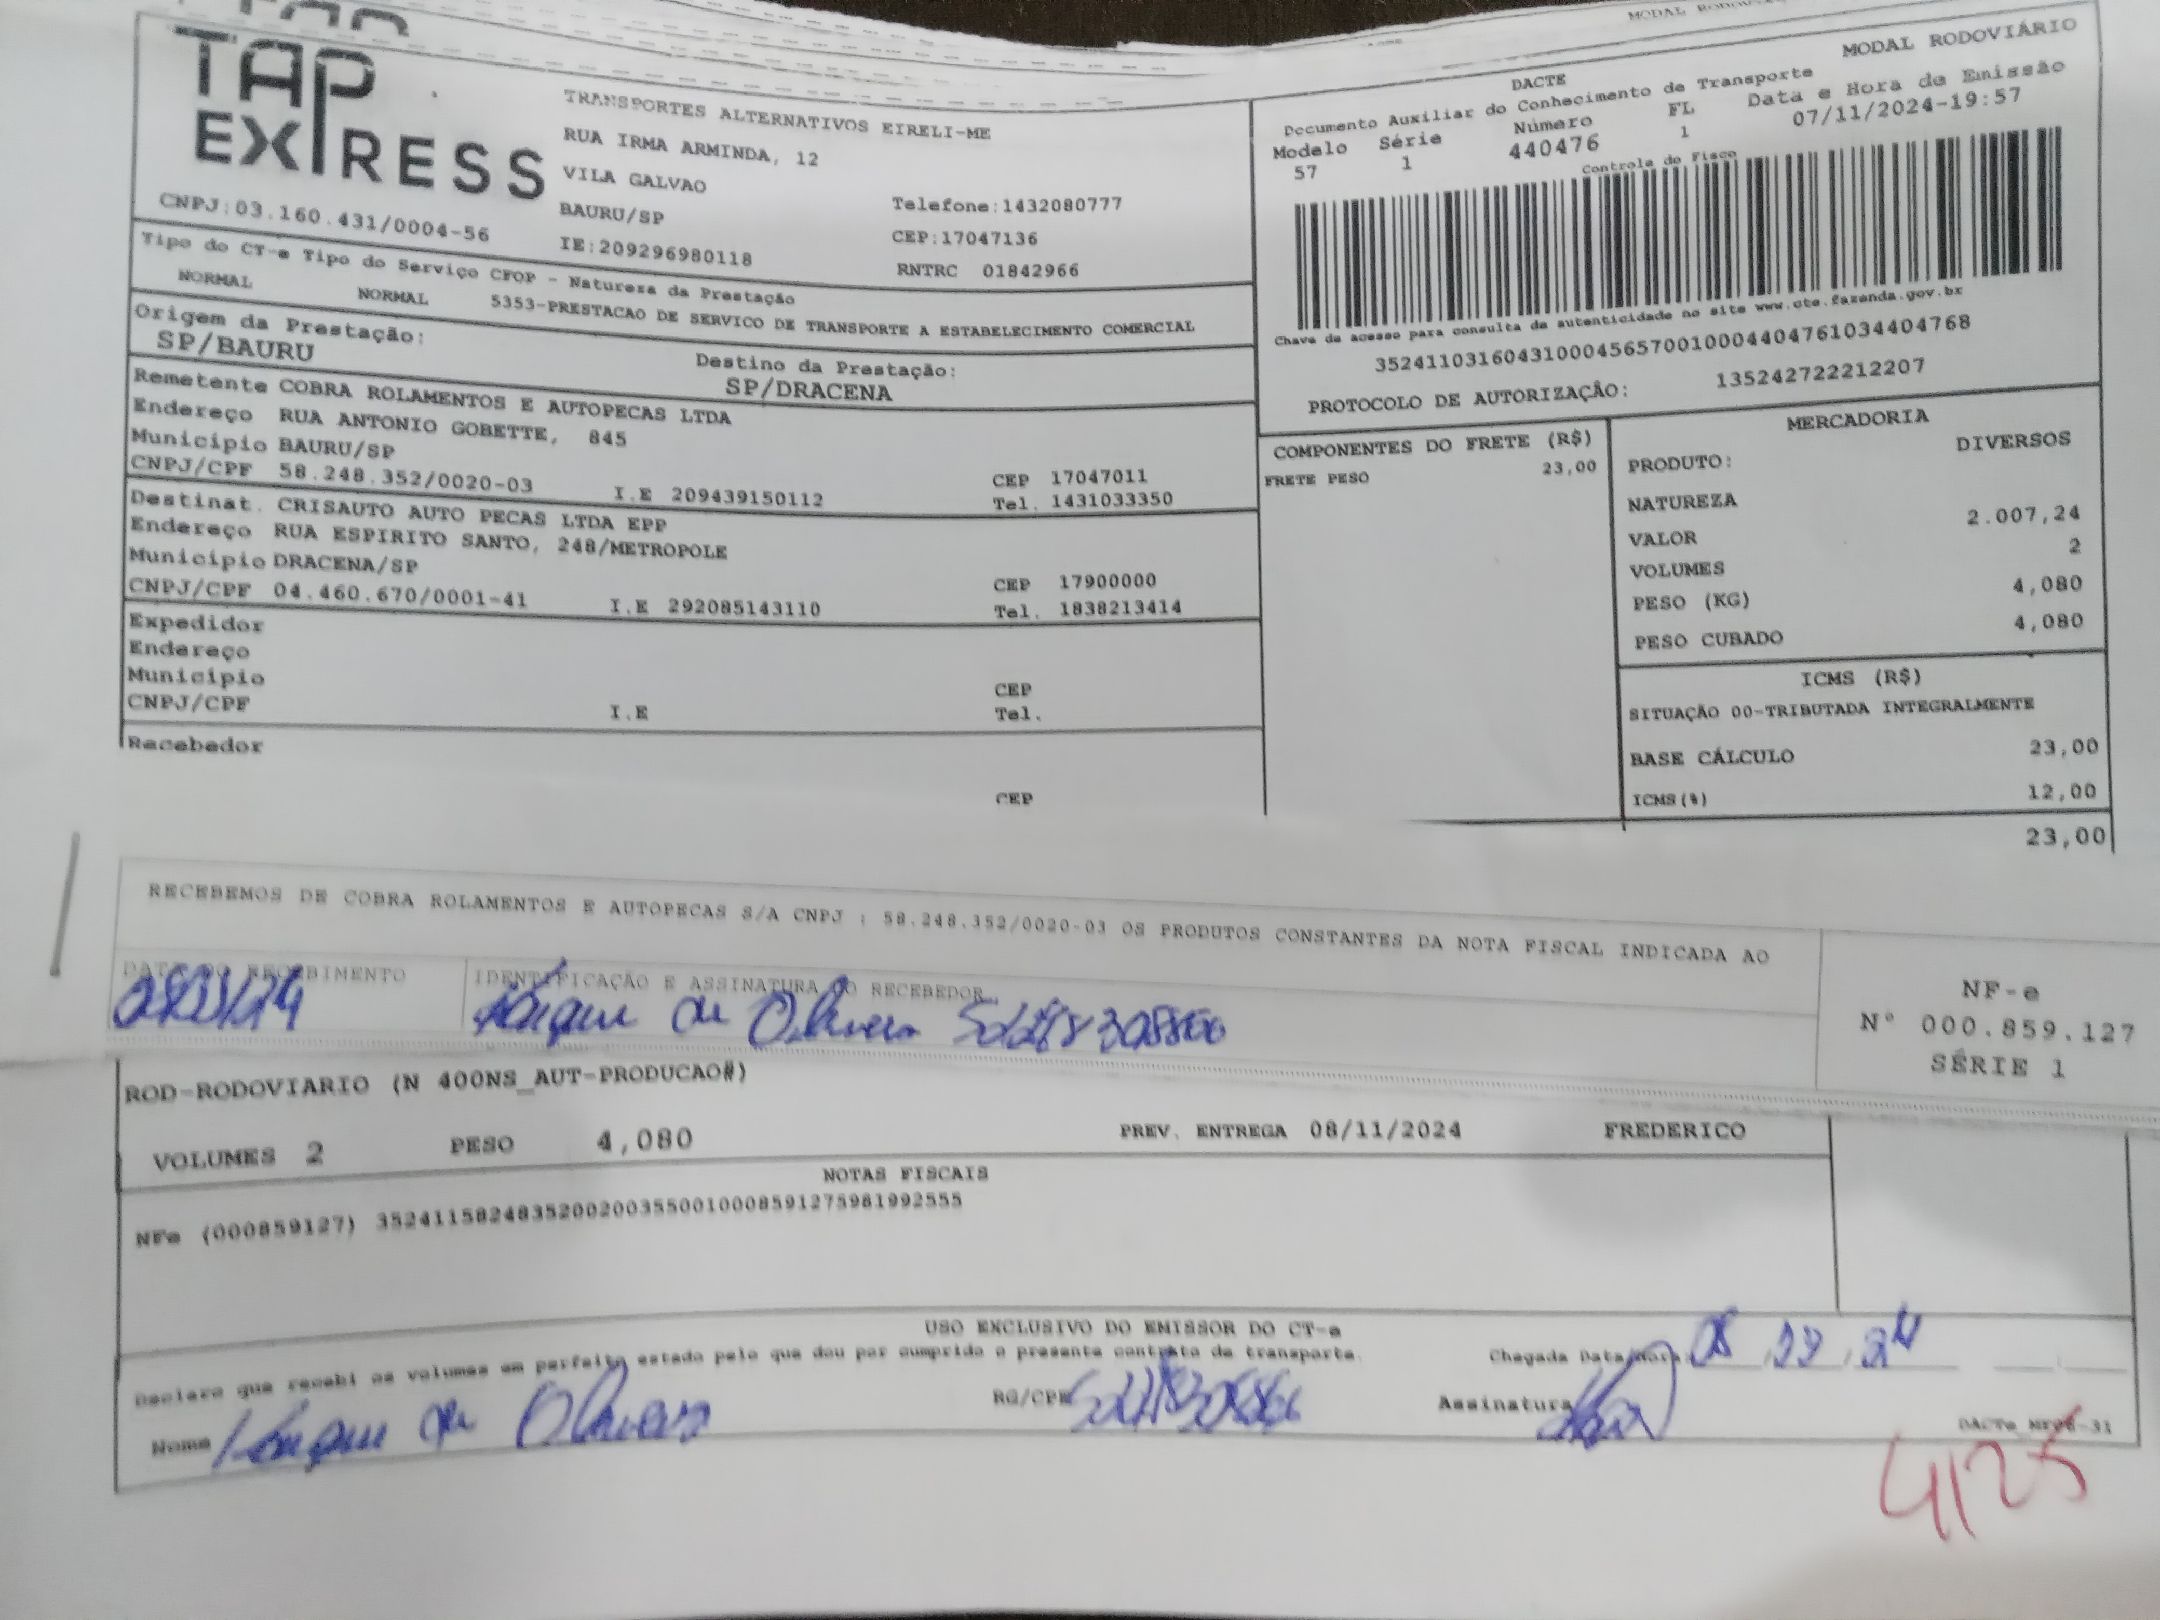 TAP
EXPRESS
CNPJ:03.160.431/0004-56
TRANSPORTES ALTERNATIVOS EIRELI-ME
RUA IRMA ARMINDA, 12
VILA GALVAO
BAURU/SP
IE:209296980118
Telefone:1432080777
CEP:17047136
RNTRC 01842966
MODAL RODOVIÁRIO
DACTE
Documento Auxiliar do Conhecimento de Transporte
Modelo Série Número FL Data e Hora de Emissão
57 1 440476 1 07/11/2024-19:57
Controle do Fisco
Chave de acesso para consulta de autenticidade no site www.cte.fazenda.gov.br
35241103160431000456570010004404761034404768
PROTOCOLO DE AUTORIZAÇÃO: 135242722212207
Tipo do CT-e Tipo do Serviço CFOP - Natureza da Prestação
NORMAL NORMAL 5353-PRESTACAO DE SERVICO DE TRANSPORTE A ESTABELECIMENTO COMERCIAL
Origem da Prestação: Destino da Prestação:
SP/BAURU SP/DRACENA
Remetente COBRA ROLAMENTOS E AUTOPECAS LTDA
Endereço RUA ANTONIO GOBETTE, 845
Município BAURU/SP CEP 17047011
CNPJ/CPF 58.248.352/0020-03 I.E 209439150112 Tel. 1431033350
Destinat. CRISAUTO AUTO PECAS LTDA EPP
Endereço RUA ESPIRITO SANTO, 248/METROPOLE
Município DRACENA/SP CEP 17900000
CNPJ/CPF 04.460.670/0001-41 I.E 292085143110 Tel. 1838213414
Expedidor
Endereço
Município CEP
CNPJ/CPF I.E Tel.
Recebedor
CEP
COMPONENTES DO FRETE (R$)
FRETE PESO 23,00
MERCADORIA
PRODUTO: DIVERSOS
NATUREZA
VALOR 2.007,24
VOLUMES 2
PESO (KG) 4,080
PESO CUBADO 4,080
ICMS (R$)
SITUAÇÃO 00-TRIBUTADA INTEGRALMENTE
BASE CÁLCULO 23,00
ICMS(%) 12,00
23,00
RECEBEMOS DE COBRA ROLAMENTOS E AUTOPECAS S/A CNPJ : 58.248.352/0020-03 OS PRODUTOS CONSTANTES DA NOTA FISCAL INDICADA AO
DATA DO RECEBIMENTO IDENTIFICAÇÃO E ASSINATURA DO RECEBEDOR
de Oliveira
NF-e
Nº 000.859.127
SÉRIE 1
ROD-RODOVIARIO (N 400NS_AUT-PRODUCAO#)
VOLUMES 2 PESO 4,080 PREV. ENTREGA 08/11/2024 FREDERICO
NOTAS FISCAIS
NFe (000859127) 35241158248352002003550010008591275981992555
USO EXCLUSIVO DO EMISSOR DO CT-e
Declaro que recebi os volumes em perfeito estado pelo que dou por cumprido o presente contrato de transporte.
Chegada Data/Hora
Nome de Oliveira RG/CPF Assinatura
4125